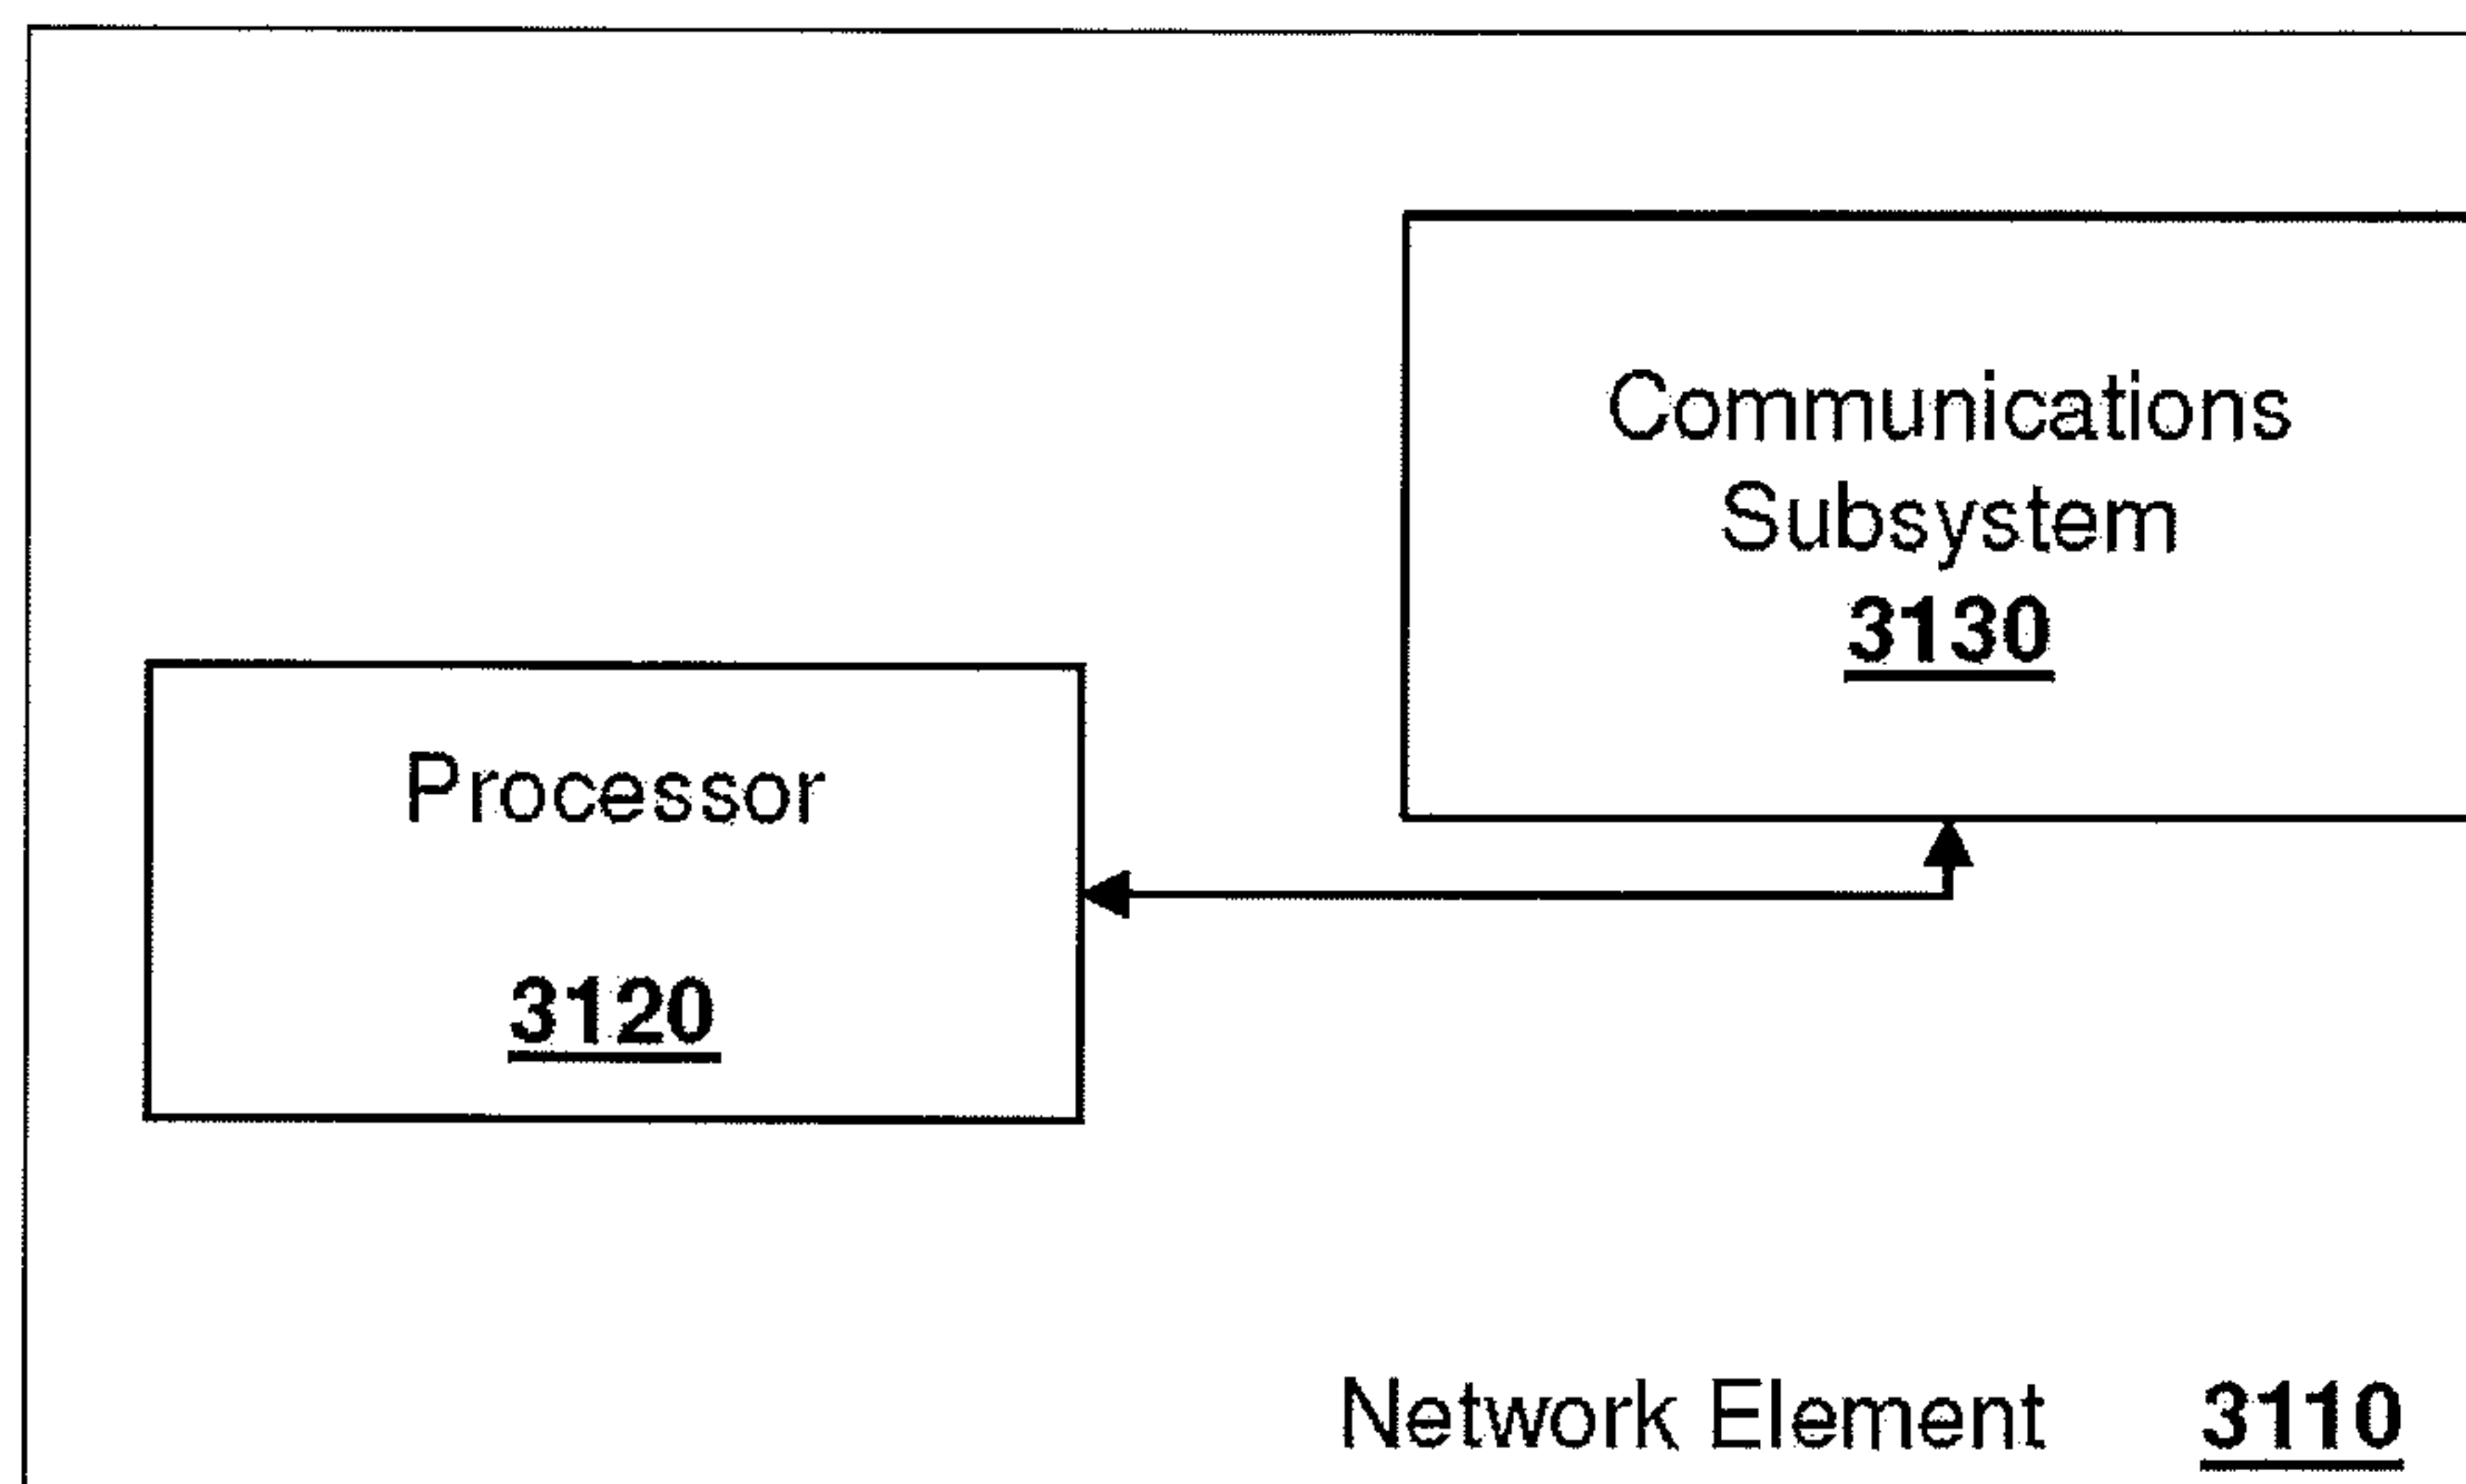 Communications
Subsystem
3130
Processor
3120
Network Element 3110